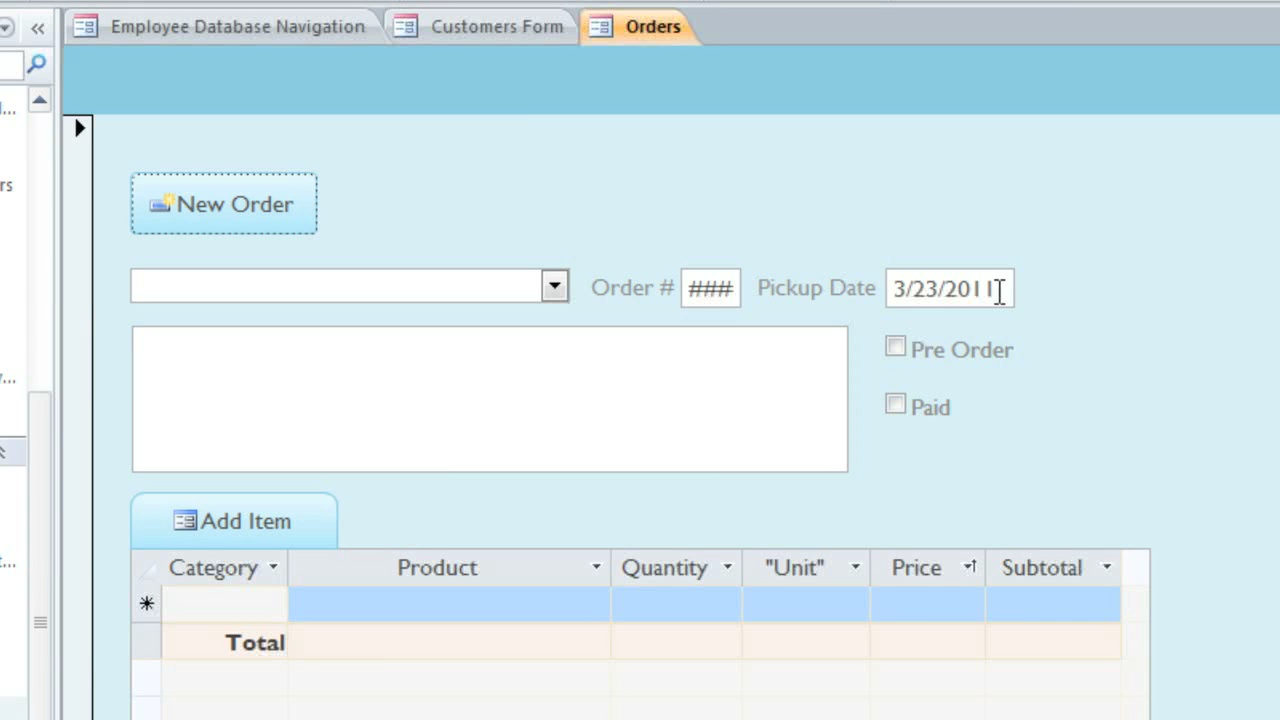 Employee Database Navigation Customers Form Orders
New Order
Order # ### Pickup Date 3/23/2011
Pre Order
Paid
Add Item
Category Product Quantity "Unit" Price Subtotal
Total